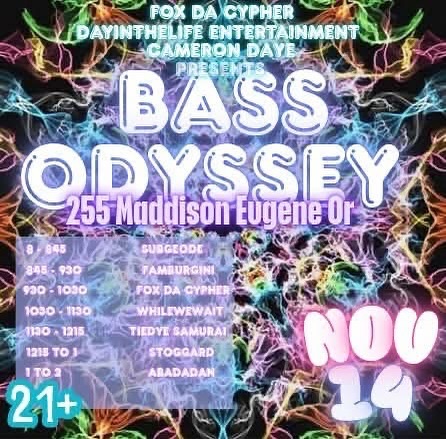 FOX DA CYPHER
DAYINTHELIFE ENTERTAINMENT
CAMERON DAYE
PRESENTS
BASS
ODYSSEY
255 Maddison Eugene Or
8 - 845 SUBGEODE
845 - 930 FAMBURGINI
930 - 1030 FOX DA CYPHER
1030 - 1130 WHILEWEWAIT
1130 - 1215 TIEDYE SAMURAI
1215 TO 1 STOGGARD
1 TO 2 ABADADAN
NOV
14
21+